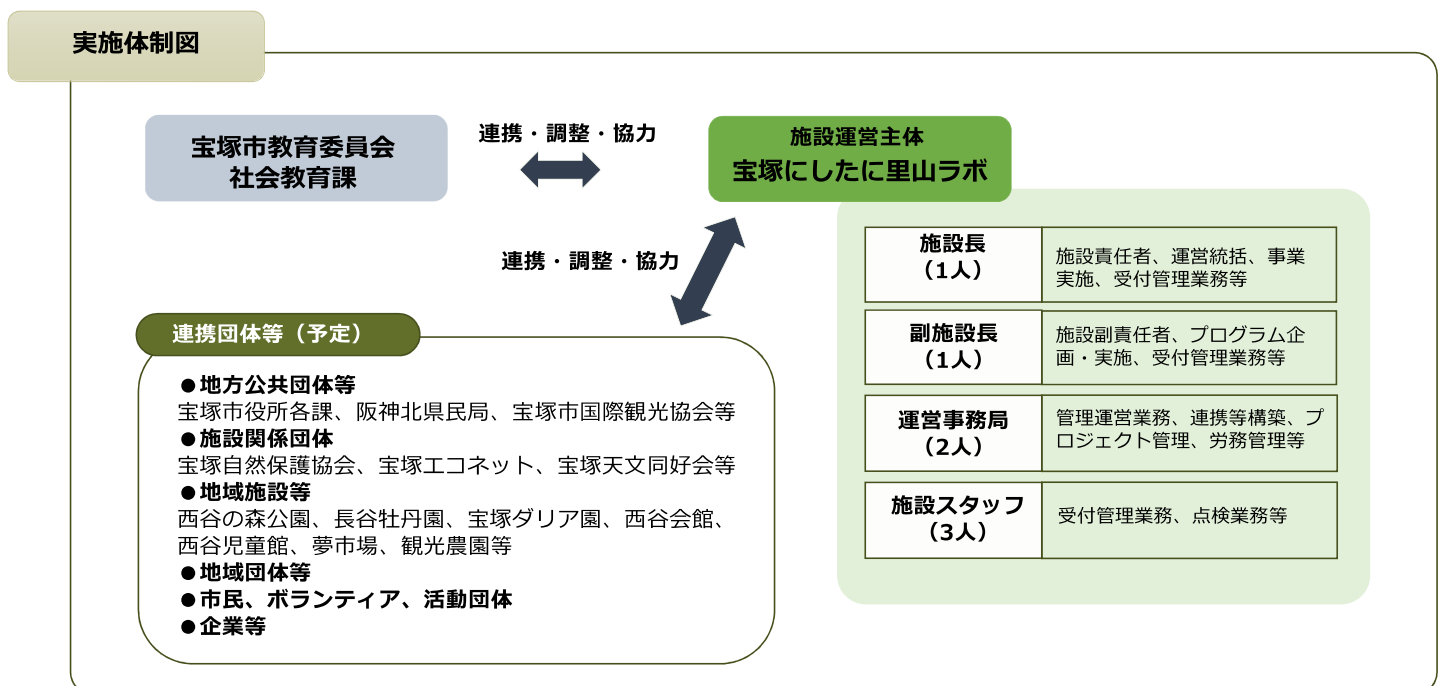 実施体制図
宝塚市教育委員会
社会教育課
連携・調整・協力
施設運営主体
宝塚にしたに里山ラボ
連携・調整・協力
施設長
（1人）
施設責任者、運営統括、事業
実施、受付管理業務等
副施設長
（1人）
施設副責任者、プログラム企
画・実施、受付管理業務等
運営事務局
（2人）
管理運営業務、連携等構築、プ
ロジェクト管理、労務管理等
施設スタッフ
（3人）
受付管理業務、点検業務等
連携団体等（予定）
●地方公共団体等
宝塚市役所各課、阪神北県民局、宝塚市国際観光協会等
●施設関係団体
宝塚自然保護協会、宝塚エコネット、宝塚天文同好会等
●地域施設等
西谷の森公園、長谷牡丹園、宝塚ダリア園、西谷会館、
西谷児童館、夢市場、観光農園等
●地域団体等
●市民、ボランティア、活動団体
●企業等